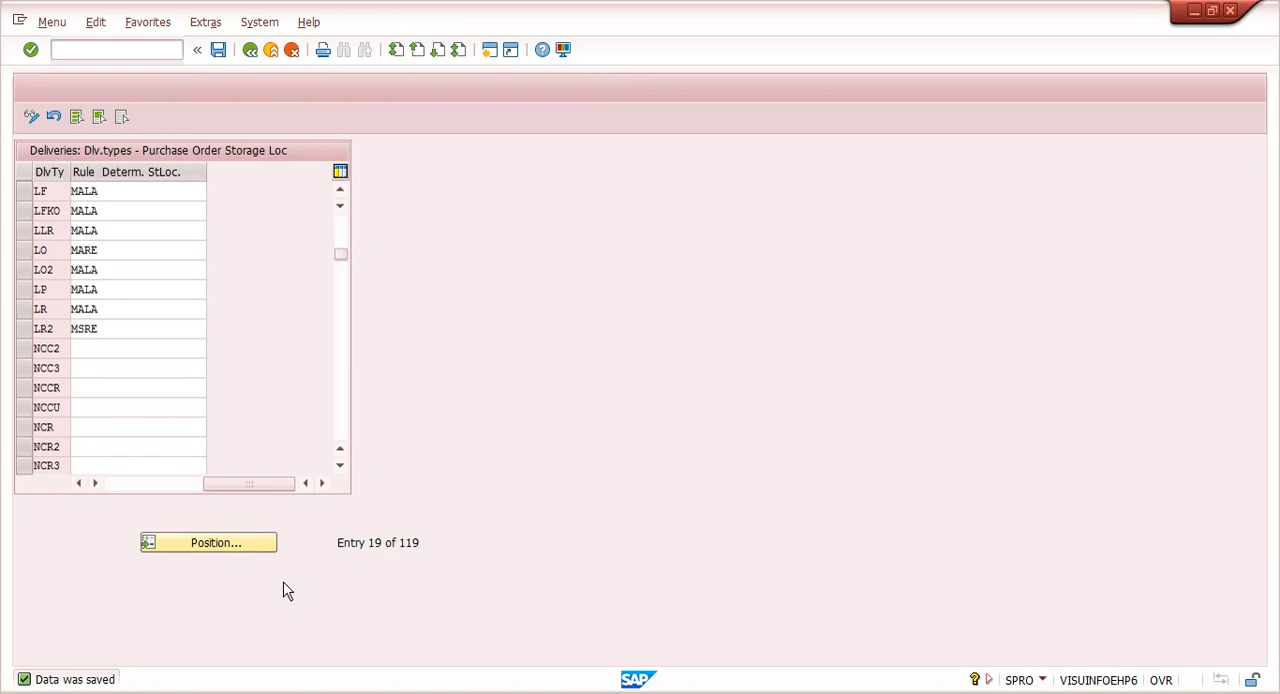 Menu Edit Favorites Extras System Help
«
Deliveries: Dlv.types - Purchase Order Storage Loc
DlvTy Rule Determ. StLoc.
LF MALA
LFKO MALA
LLR MALA
LO MARE
LO2 MALA
LP MALA
LR MALA
LR2 MSRE
NCC2
NCC3
NCCR
NCCU
NCR
NCR2
NCR3
Position... Entry 19 of 119
Data was saved SAP SPRO VISUINFOEHP6 OVR